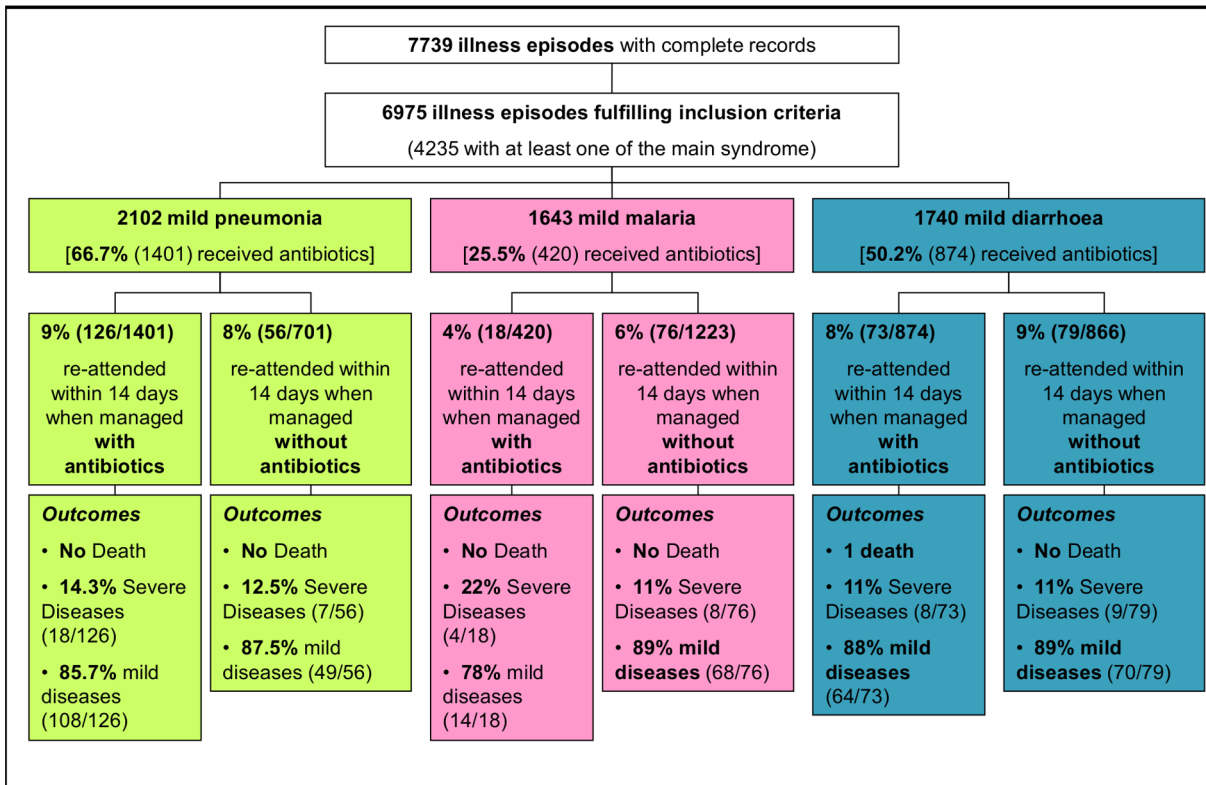 7739 illness episodes with complete records
6975 illness episodes fulfilling inclusion criteria
(4235 with at least one of the main syndrome)
2102 mild pneumonia
[66.7% (1401) received antibiotics]
1643 mild malaria
[25.5% (420) received antibiotics]
1740 mild diarrhoea
[50.2% (874) received antibiotics]
9% (126/1401)
re-attended
within 14 days
when managed
with
antibiotics
8% (56/701)
re-attended within
14 days when
managed
without
antibiotics
4% (18/420)
re-attended
within 14 days
when managed
with
antibiotics
6% (76/1223)
re-attended within
14 days when
managed
without
antibiotics
8% (73/874)
re-attended
within 14 days
when managed
with
antibiotics
9% (79/866)
re-attended within
14 days when
managed
without
antibiotics
Outcomes
• No Death
• 14.3% Severe
Diseases
(18/126)
• 85.7% mild
diseases
(108/126)
Outcomes
• No Death
• 12.5% Severe
Diseases (7/56)
• 87.5% mild
diseases (49/56)
Outcomes
• No Death
• 22% Severe
Diseases
(4/18)
• 78% mild
diseases
(14/18)
Outcomes
• No Death
• 11% Severe
Diseases (8/76)
• 89% mild
diseases (68/76)
Outcomes
• 1 death
• 11% Severe
Diseases (8/73)
• 88% mild
diseases
(64/73)
Outcomes
• No Death
• 11% Severe
Diseases (9/79)
• 89% mild
diseases (70/79)